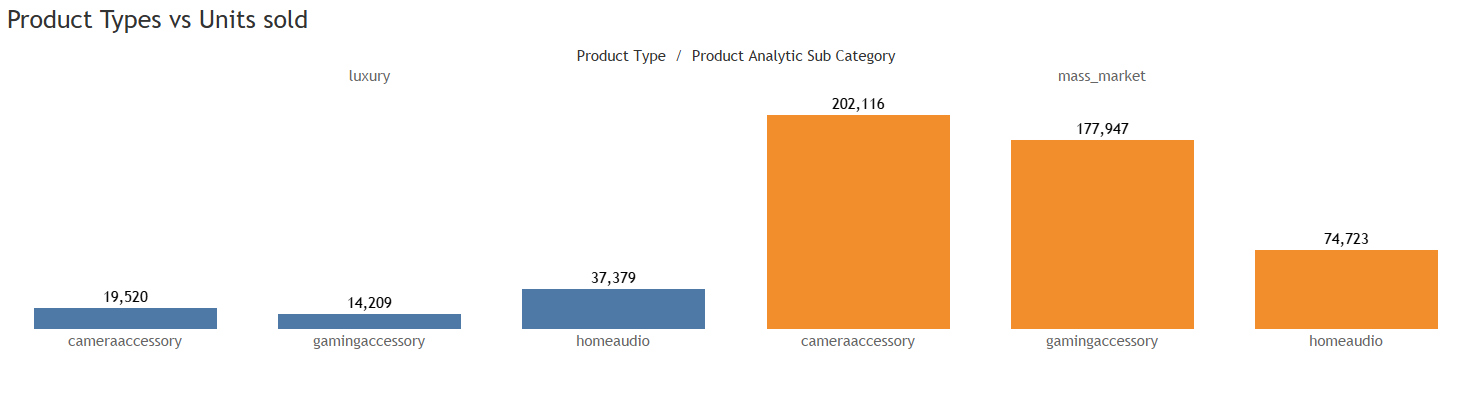 Product Types vs Units sold
Product Type / Product Analytic Sub Category
luxury mass_market
202,116
177,947
74,723
37,379
19,520
14,209
cameraaccessory gamingaccessory homeaudio cameraaccessory gamingaccessory homeaudio